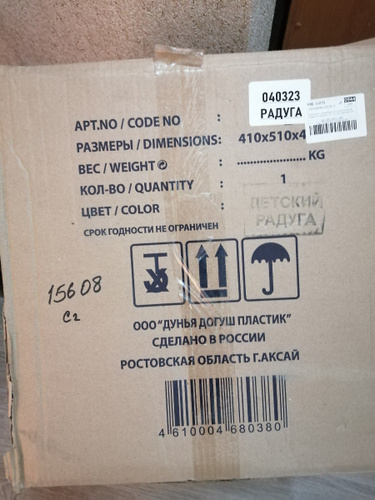 040323
РАДУГА
АРТ.NO / CODE NO :
РАЗМЕРЫ / DIMENSIONS: 410x510x4
ВЕС / WEIGHT : .................. KG
КОЛ-ВО / QUANTITY : 1
ЦВЕТ / COLOR : ДЕТСКИЙ
РАДУГА
СРОК ГОДНОСТИ НЕ ОГРАНИЧЕН
15608
ООО "ДУНЬЯ ДОГУШ ПЛАСТИК"
СДЕЛАНО В РОССИИ
РОСТОВСКАЯ ОБЛАСТЬ Г.АКСАЙ
4 610004 680380